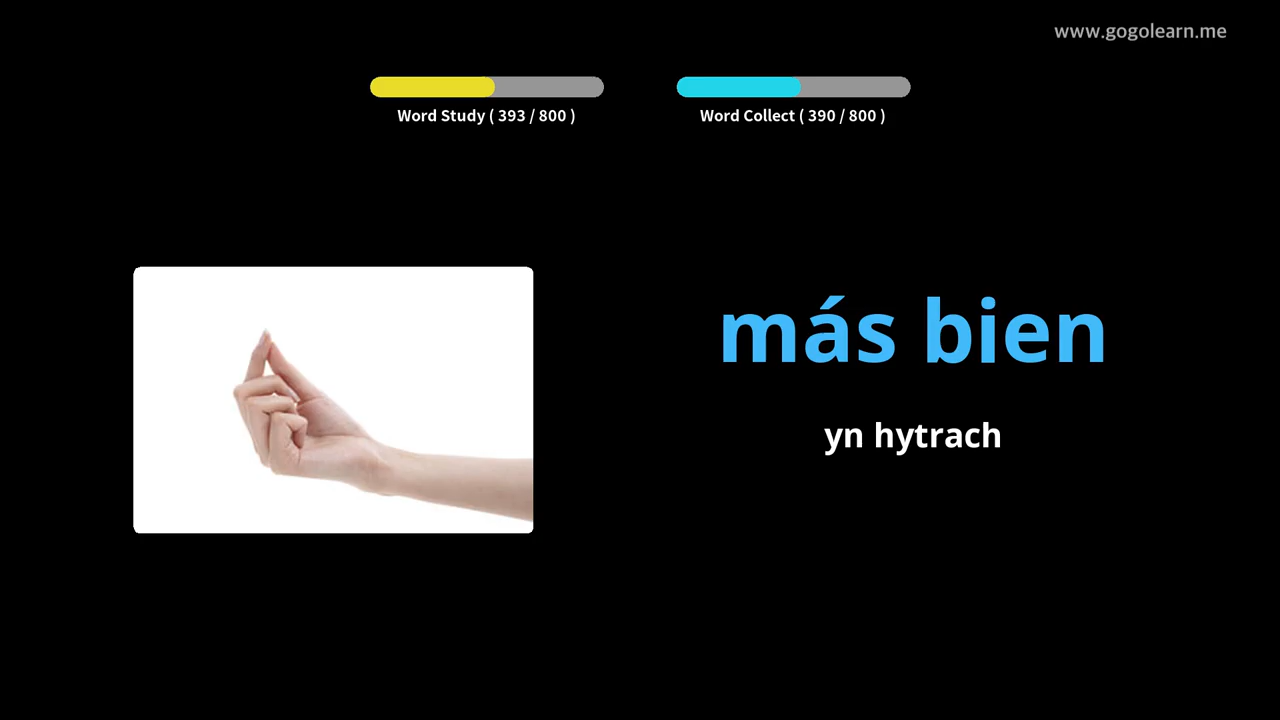 www.gogolearn.me
Word Study ( 393 / 800 )
Word Collect ( 390 / 800 )
más bien
yn hytrach